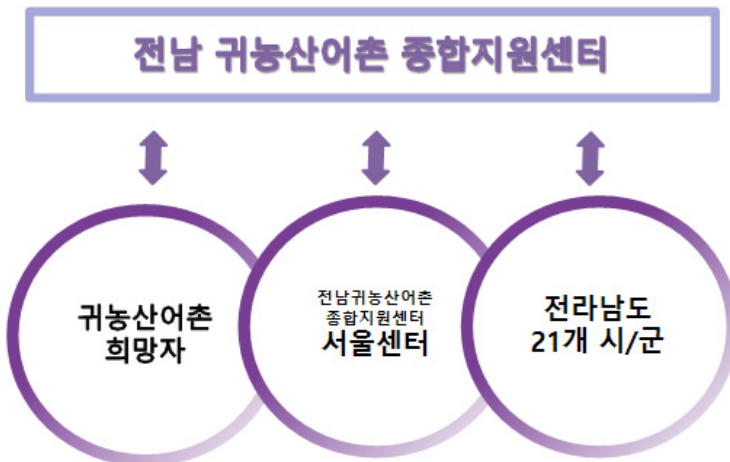 전남 귀농산어촌 종합지원센터
귀농산어촌
희망자
전남귀농산어촌
종합지원센터
서울센터
전라남도
21개 시/군